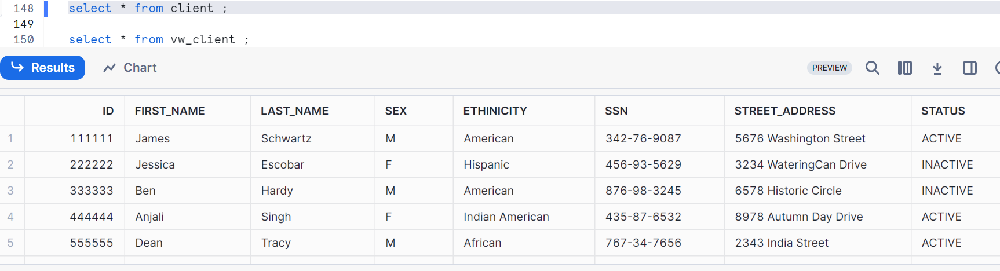 148 select * from client ;
149
150 select * from vw_client ;
Results Chart PREVIEW
ID FIRST_NAME LAST_NAME SEX ETHINICITY SSN STREET_ADDRESS STATUS
1 111111 James Schwartz M American 342-76-9087 5676 Washington Street ACTIVE
2 222222 Jessica Escobar F Hispanic 456-93-5629 3234 WateringCan Drive INACTIVE
3 333333 Ben Hardy M American 876-98-3245 6578 Historic Circle INACTIVE
4 444444 Anjali Singh F Indian American 435-87-6532 8978 Autumn Day Drive ACTIVE
5 555555 Dean Tracy M African 767-34-7656 2343 India Street ACTIVE